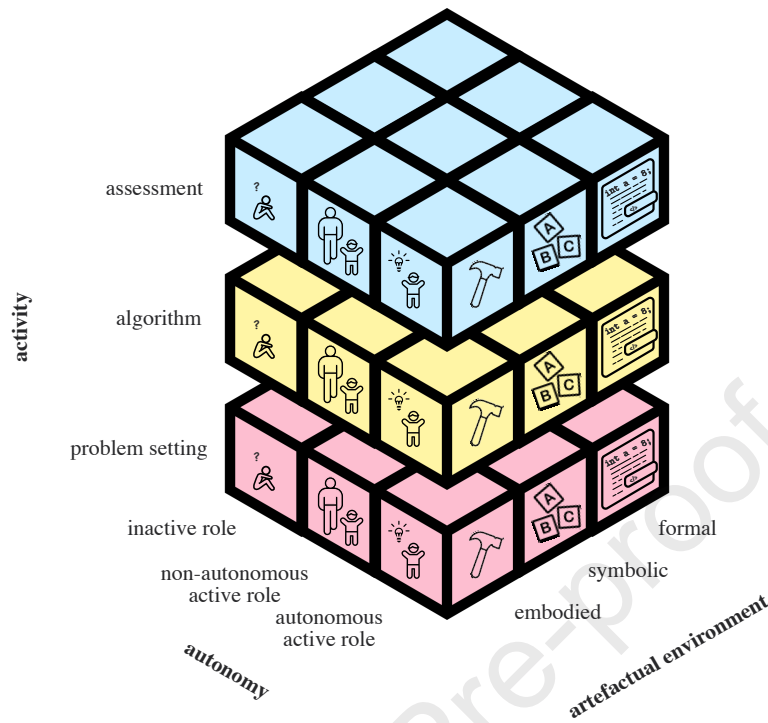 assessment
?
int a = 8;
</>
A
B C
activity
algorithm
?
int a = 8;
</>
A
B C
problem setting
?
int a = 8;
</>
A
B C
inactive role
formal
non-autonomous
active role
symbolic
autonomous
active role
embodied
autonomy
artefactual environment
Pre-proof